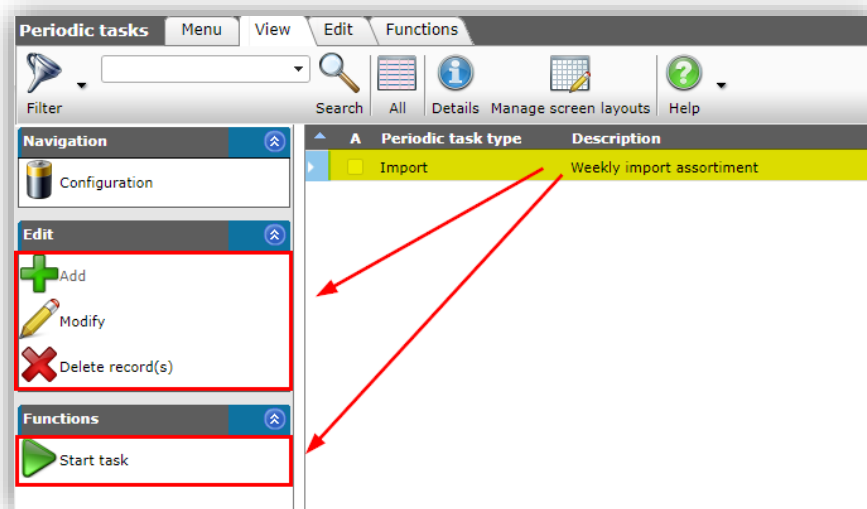 Periodic tasks Menu View Edit Functions
Filter Search All Details Manage screen layouts Help
Navigation
Configuration
Edit
Add
Modify
Delete record(s)
Functions
Start task
A Periodic task type Description
Import Weekly import assortiment